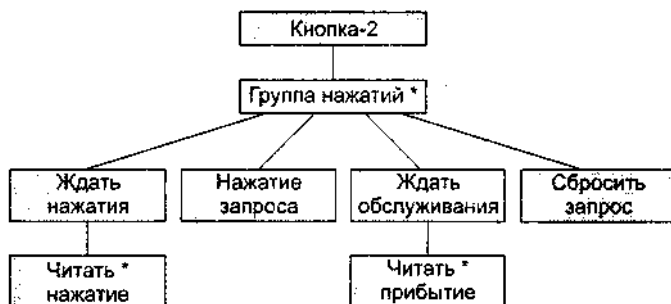 Кнопка-2
Группа нажатий *
Ждать
нажатия
Нажатие
запроса
Ждать
обслуживания
Сбросить
запрос
Читать *
нажатие
Читать *
прибытие